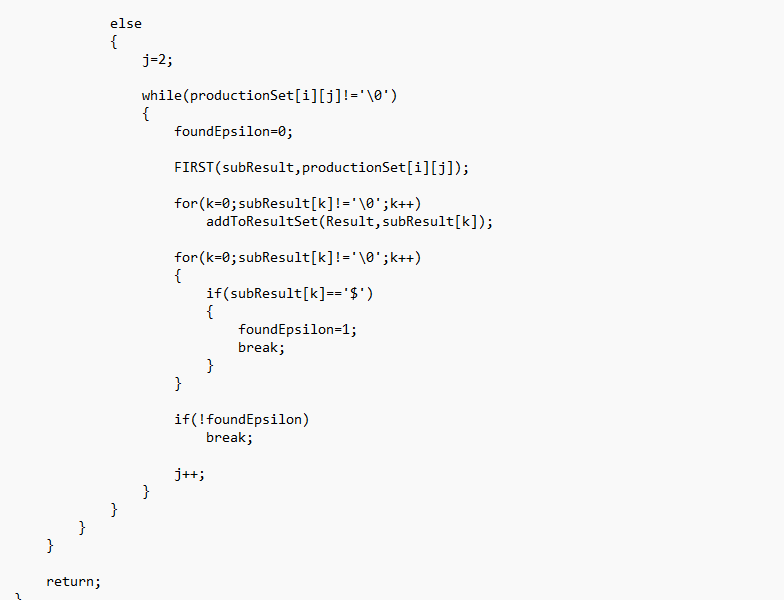 else
{
j=2;
while(productionSet[i][j]!='\0')
{
foundEpsilon=0;
FIRST(subResult,productionSet[i][j]);
for(k=0;subResult[k]!='\0';k++)
addToResultSet(Result,subResult[k]);
for(k=0;subResult[k]!='\0';k++)
{
if(subResult[k]=='$')
{
foundEpsilon=1;
break;
}
}
if(!foundEpsilon)
break;
j++;
}
}
}
}
return;
}